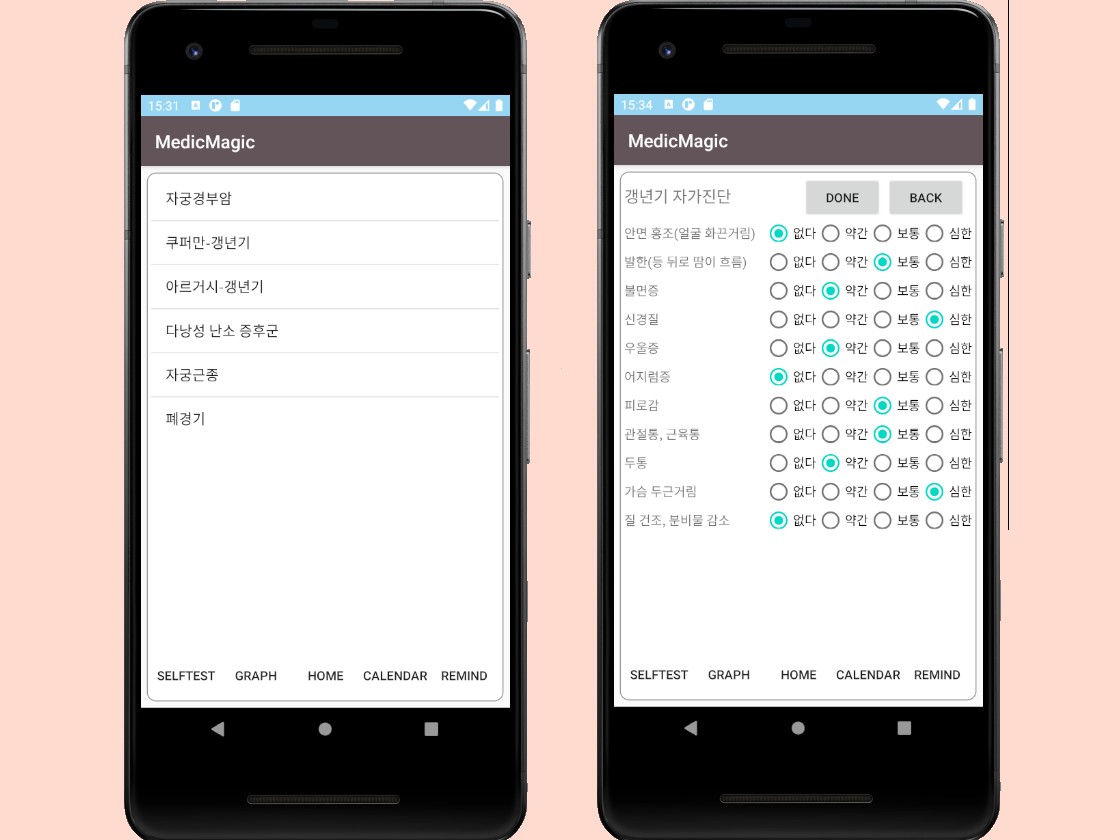 15:31
MedicMagic
자궁경부암
쿠퍼만-갱년기
아르거시-갱년기
다낭성 난소 증후군
자궁근종
폐경기
SELFTEST GRAPH HOME CALENDAR REMIND
15:34
MedicMagic
갱년기 자가진단 DONE BACK
안면 홍조(얼굴 화끈거림) 없다 약간 보통 심한
발한(등 뒤로 땀이 흐름) 없다 약간 보통 심한
불면증 없다 약간 보통 심한
신경질 없다 약간 보통 심한
우울증 없다 약간 보통 심한
어지럼증 없다 약간 보통 심한
피로감 없다 약간 보통 심한
관절통, 근육통 없다 약간 보통 심한
두통 없다 약간 보통 심한
가슴 두근거림 없다 약간 보통 심한
질 건조, 분비물 감소 없다 약간 보통 심한
SELFTEST GRAPH HOME CALENDAR REMIND